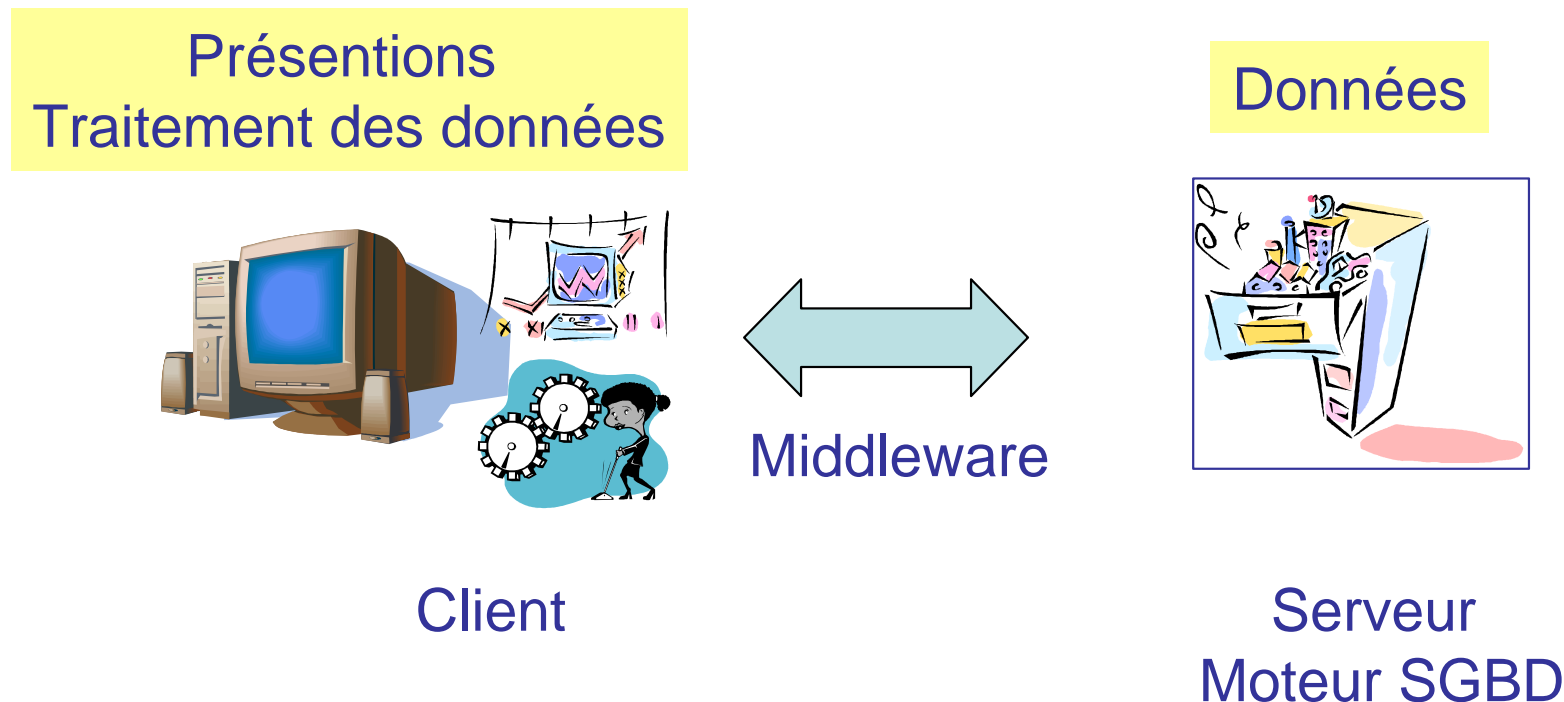 Présentions
Traitement des données
Données
Middleware
Client
Serveur
Moteur SGBD